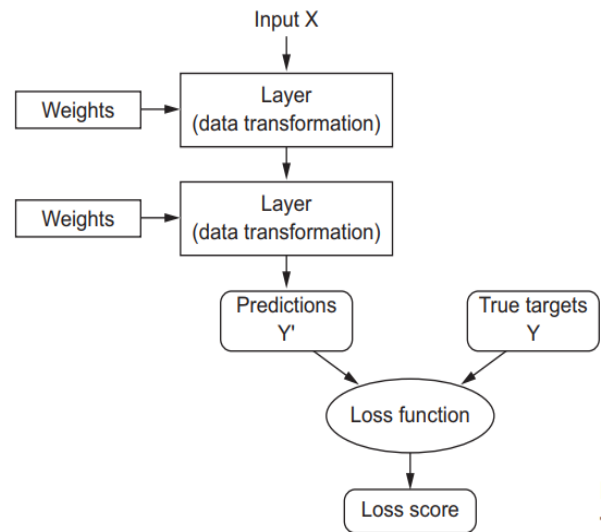 Input X
Weights
Layer
(data transformation)
Weights
Layer
(data transformation)
Predictions
Y'
True targets
Y
Loss function
Loss score